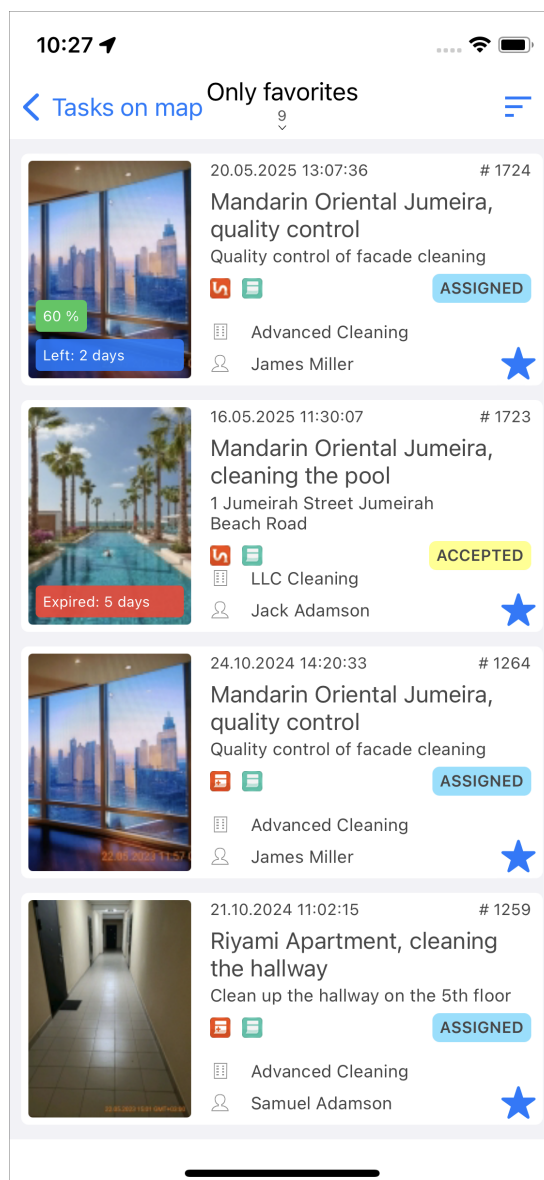 10:27
Tasks on map
Only favorites
9
20.05.2025 13:07:36
# 1724
Mandarin Oriental Jumeira,
quality control
Quality control of facade cleaning
ASSIGNED
60 %
Left: 2 days
Advanced Cleaning
James Miller
16.05.2025 11:30:07
# 1723
Mandarin Oriental Jumeira,
cleaning the pool
1 Jumeirah Street Jumeirah
Beach Road
ACCEPTED
Expired: 5 days
LLC Cleaning
Jack Adamson
24.10.2024 14:20:33
# 1264
Mandarin Oriental Jumeira,
quality control
Quality control of facade cleaning
ASSIGNED
Advanced Cleaning
James Miller
22.05.2023 11:57
21.10.2024 11:02:15
# 1259
Riyami Apartment, cleaning
the hallway
Clean up the hallway on the 5th floor
ASSIGNED
Advanced Cleaning
Samuel Adamson